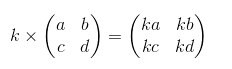 k × ( a b ) = ( ka kb )
( c d ) ( kc kd )